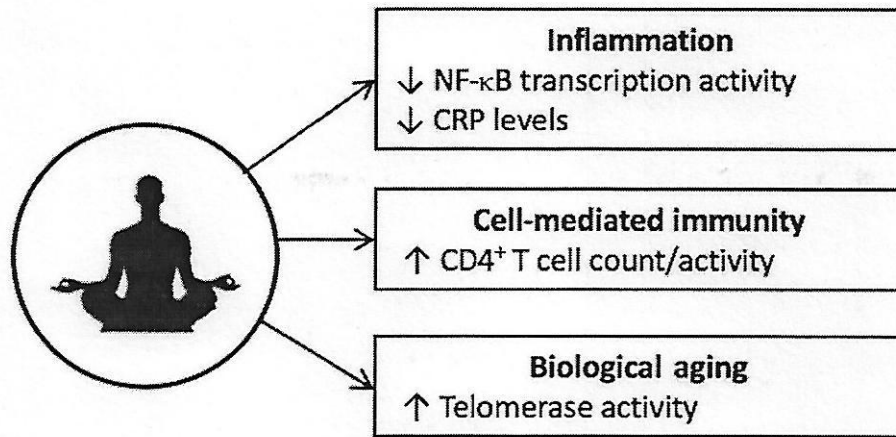 Inflammation
↓ NF-κB transcription activity
↓ CRP levels
Cell-mediated immunity
↑ CD4⁺ T cell count/activity
Biological aging
↑ Telomerase activity